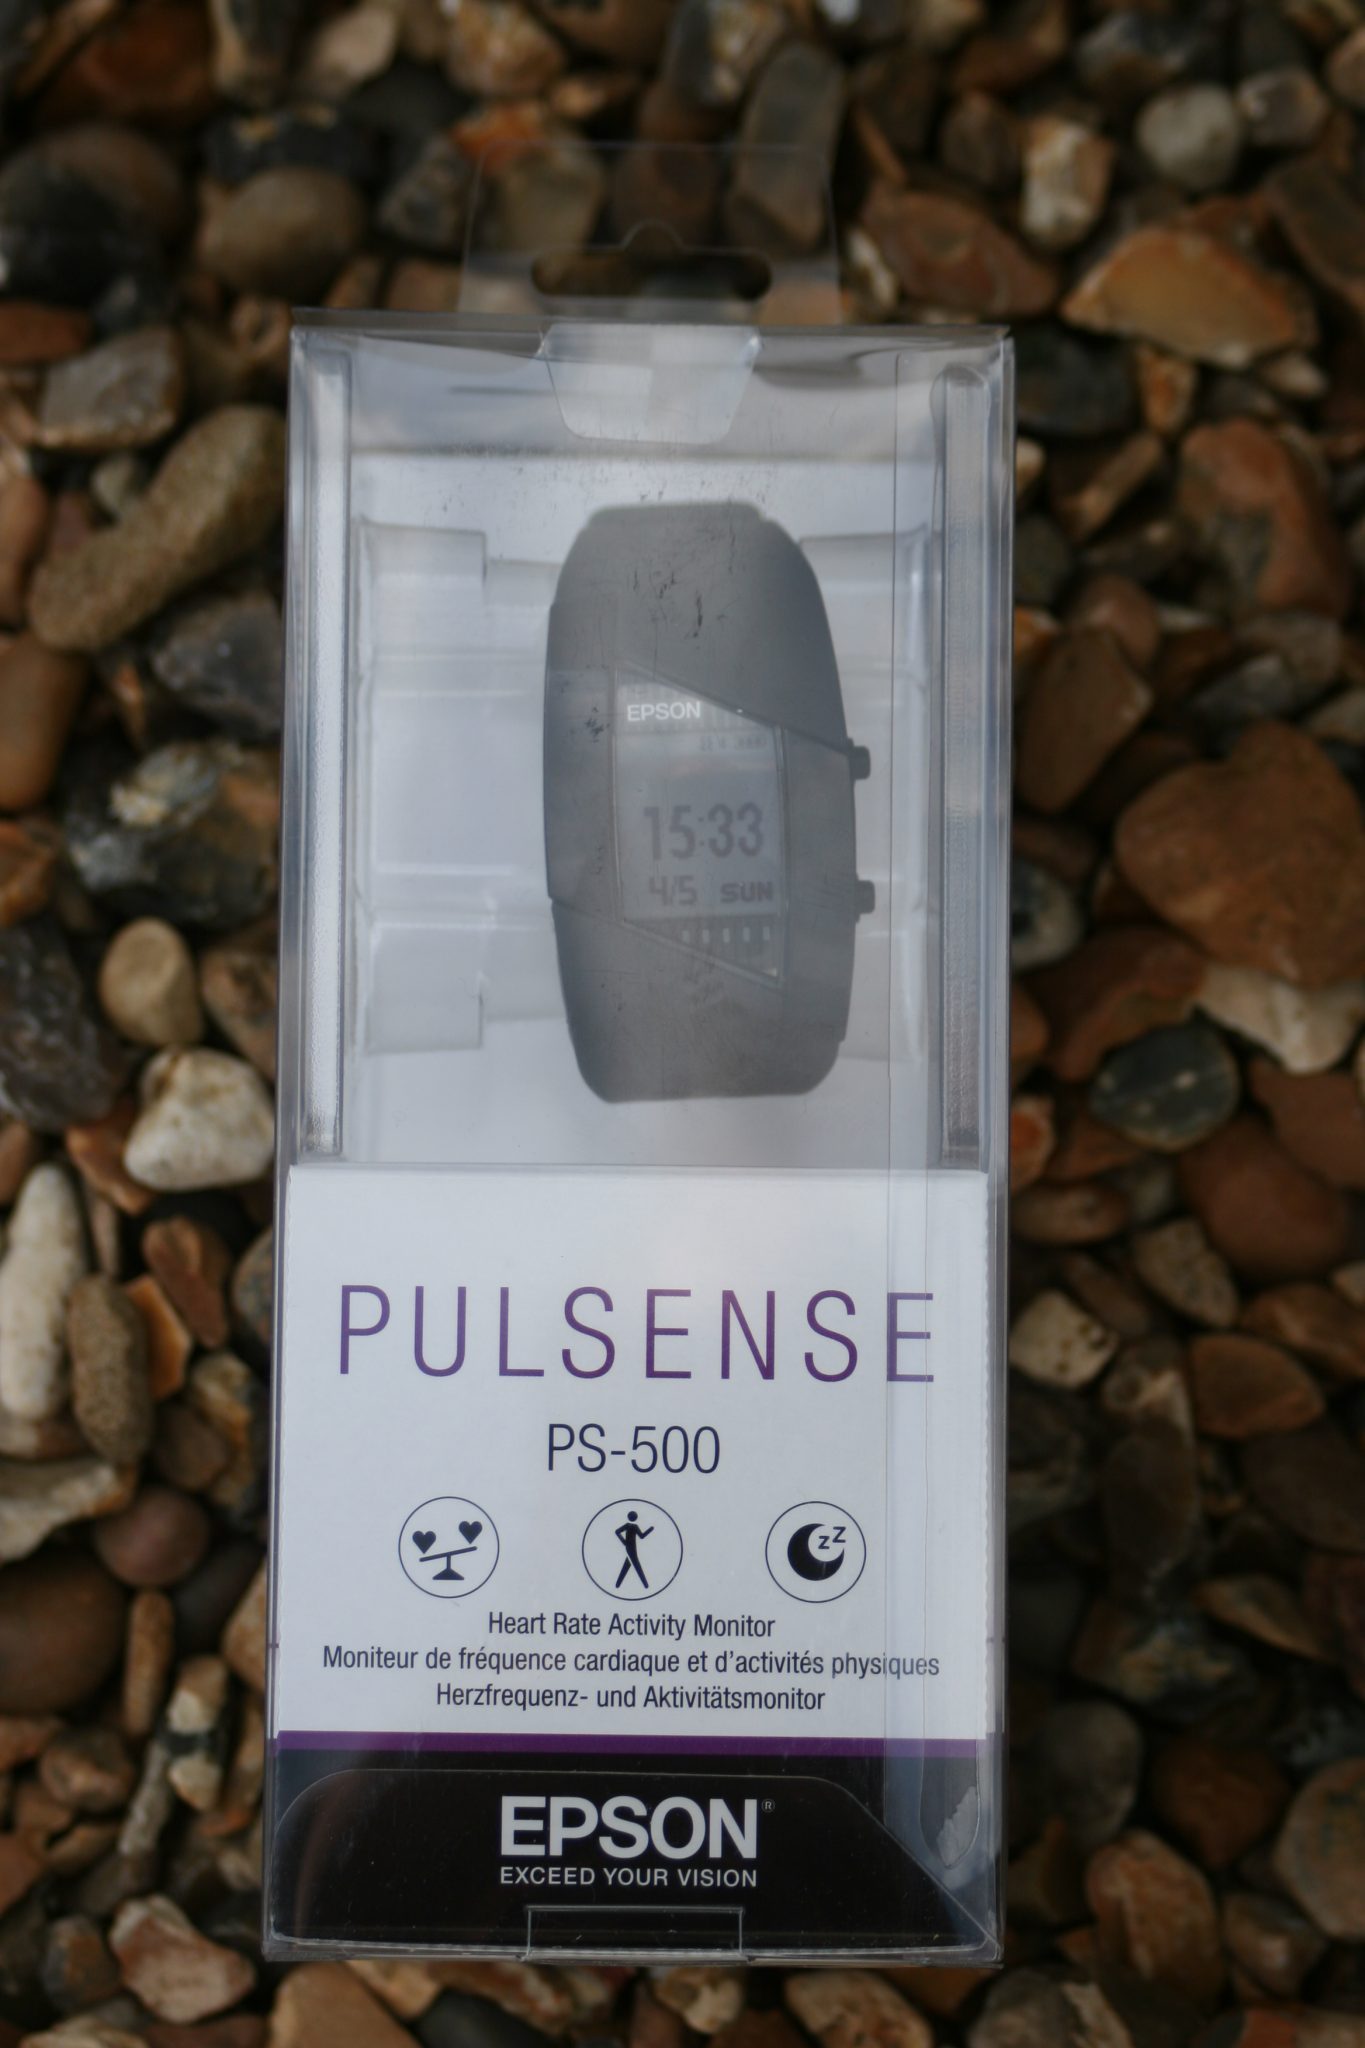 EPSON
15:33
4/5 SUN
PULSENSE
PS-500
zZ
Heart Rate Activity Monitor
Moniteur de fréquence cardiaque et d'activités physiques
Herzfrequenz- und Aktivitätsmonitor
EPSON®
EXCEED YOUR VISION